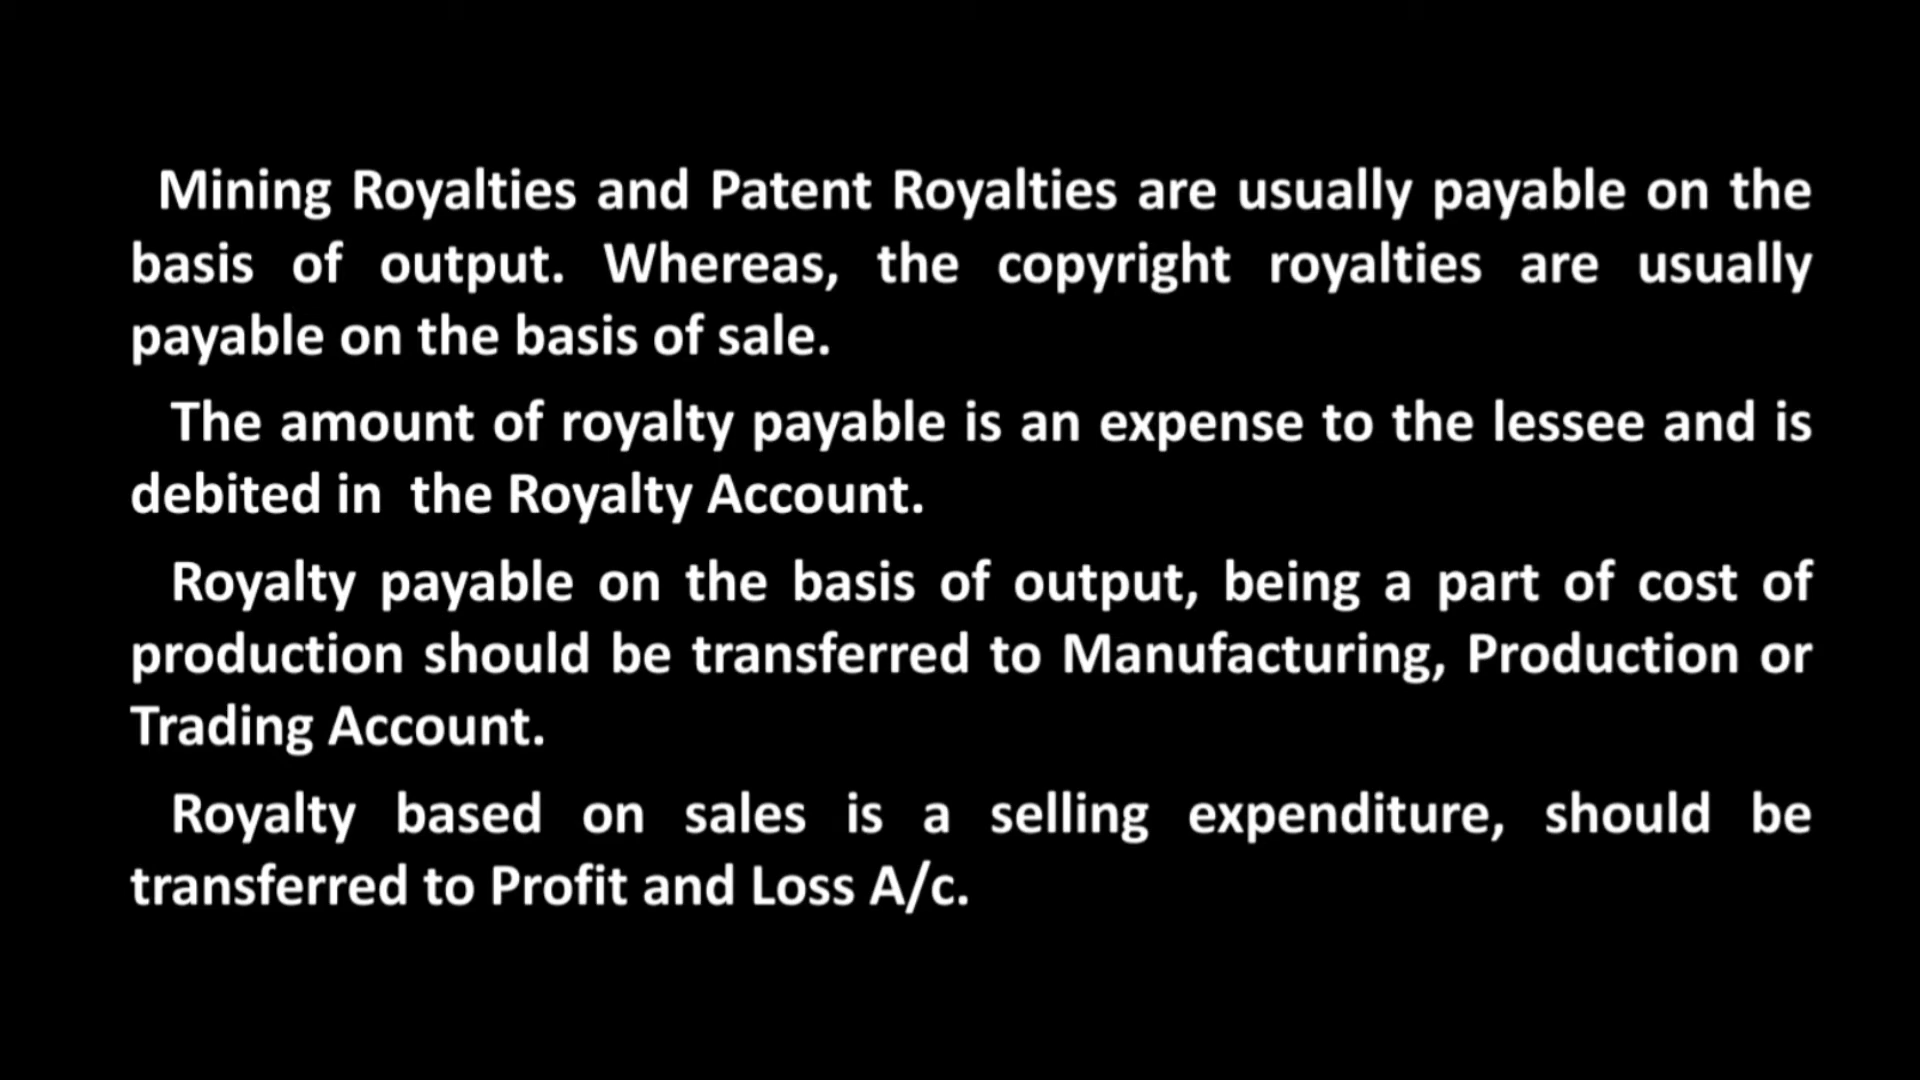 Mining Royalties and Patent Royalties are usually payable on the
basis of output. Whereas, the copyright royalties are usually
payable on the basis of sale.
The amount of royalty payable is an expense to the lessee and is
debited in the Royalty Account.
Royalty payable on the basis of output, being a part of cost of
production should be transferred to Manufacturing, Production or
Trading Account.
Royalty based on sales is a selling expenditure, should be
transferred to Profit and Loss A/c.